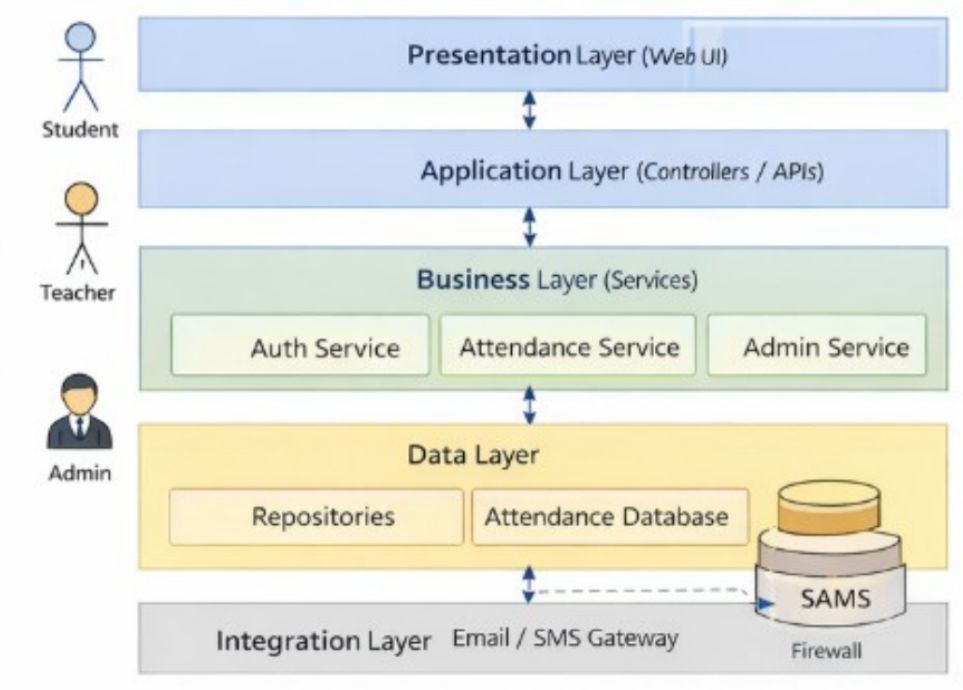 Presentation Layer (Web UI)
Student
Application Layer (Controllers / APIs)
Teacher
Business Layer (Services)
Auth Service
Attendance Service
Admin Service
Admin
Data Layer
Repositories
Attendance Database
SAMS
Integration Layer Email / SMS Gateway
Firewall